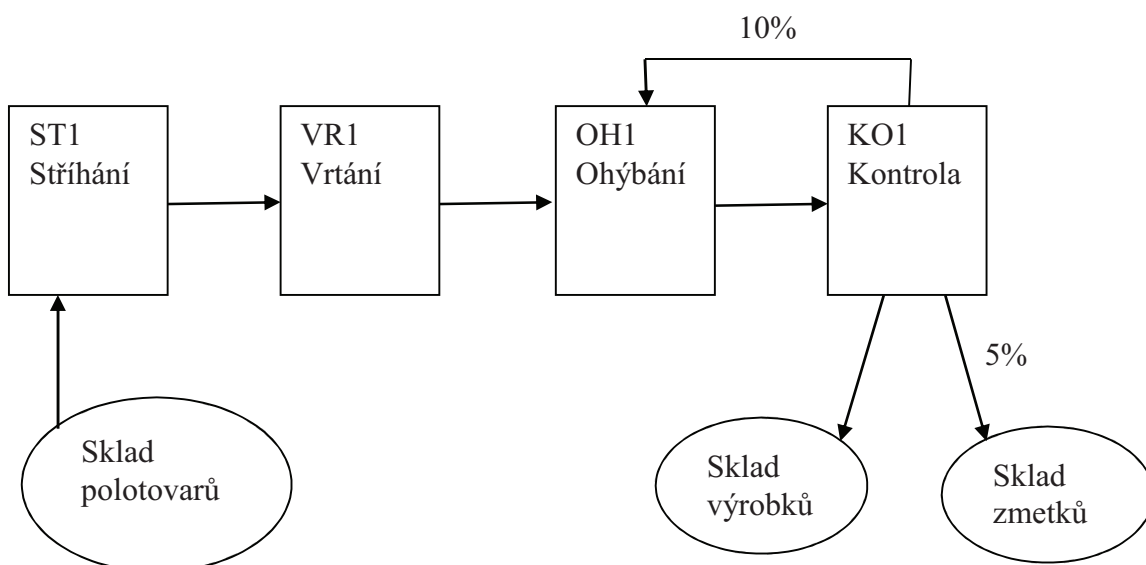 10%
ST1
Stříhání
VR1
Vrtání
OH1
Ohýbání
KO1
Kontrola
5%
Sklad
polotovarů
Sklad
výrobků
Sklad
zmetků